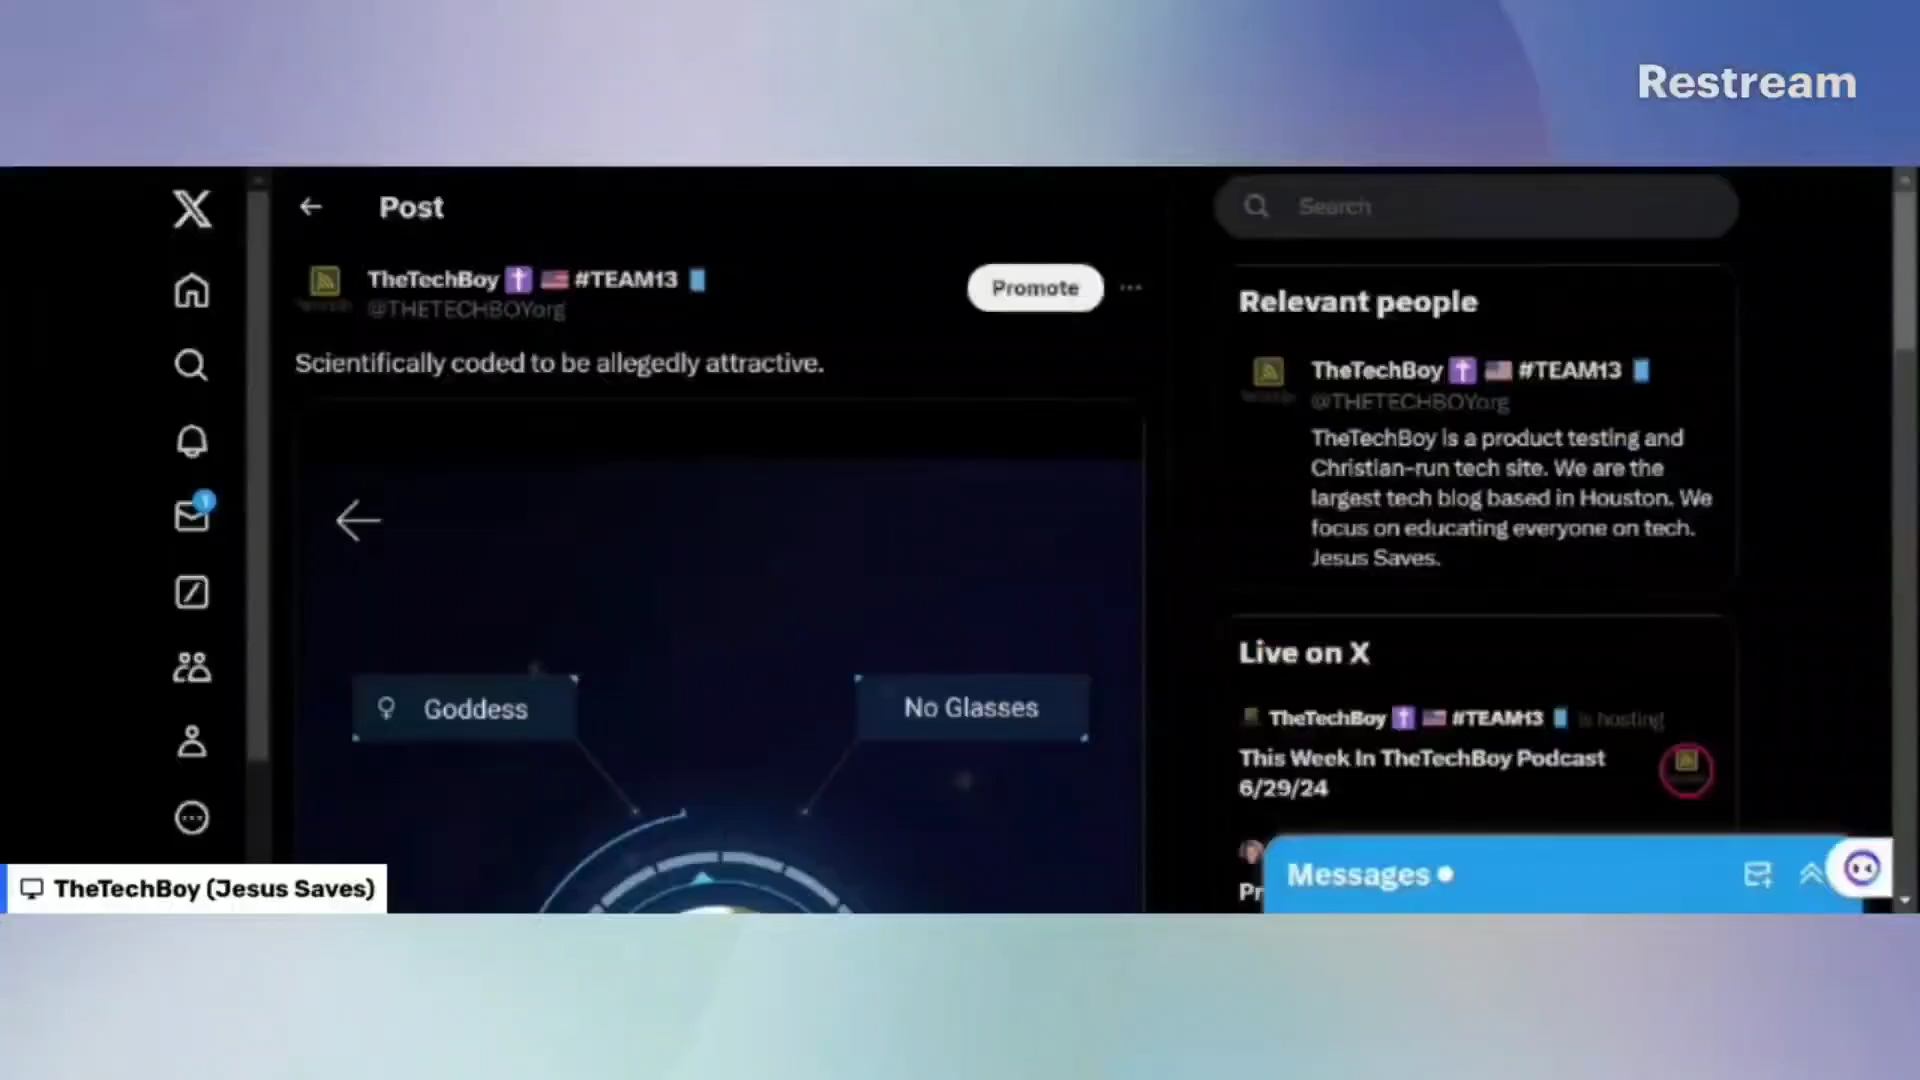 Restream
Post
Search
TheTechBoy ✝️ 🇺🇸 #TEAM13
@THETECHBOYorg
Promote
Scientifically coded to be allegedly attractive.
Goddess
No Glasses
Relevant people
TheTechBoy ✝️ 🇺🇸 #TEAM13
@THETECHBOYorg
TheTechBoy is a product testing and
Christian-run tech site. We are the
largest tech blog based in Houston. We
focus on educating everyone on tech.
Jesus Saves.
Live on X
TheTechBoy ✝️ 🇺🇸 #TEAM13 is hosting
This Week In TheTechBoy Podcast
6/29/24
Pr
Messages
TheTechBoy (Jesus Saves)